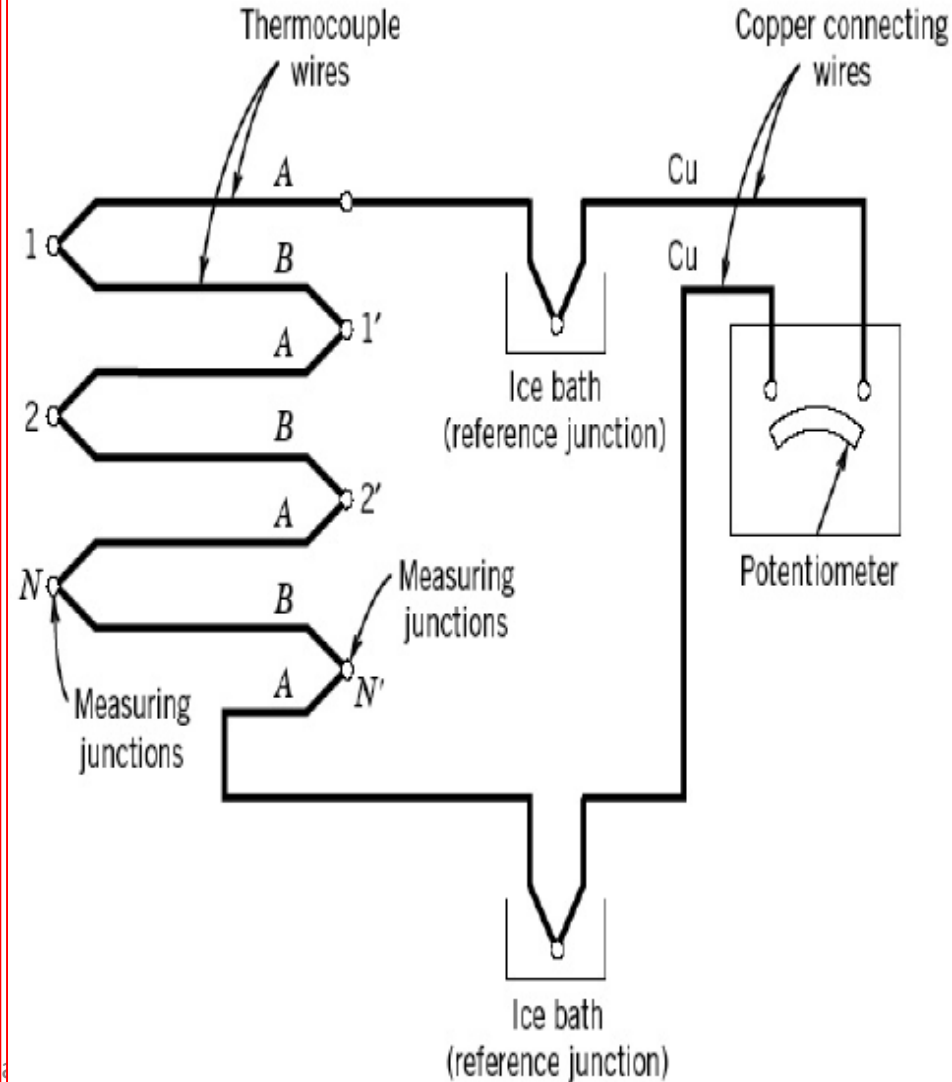 Thermocouple
wires
Copper connecting
wires
A
Cu
1
B
Cu
1'
A
Ice bath
(reference junction)
2
B
2'
A
Potentiometer
N
B
Measuring
junctions
A
N'
Measuring
junctions
Ice bath
(reference junction)